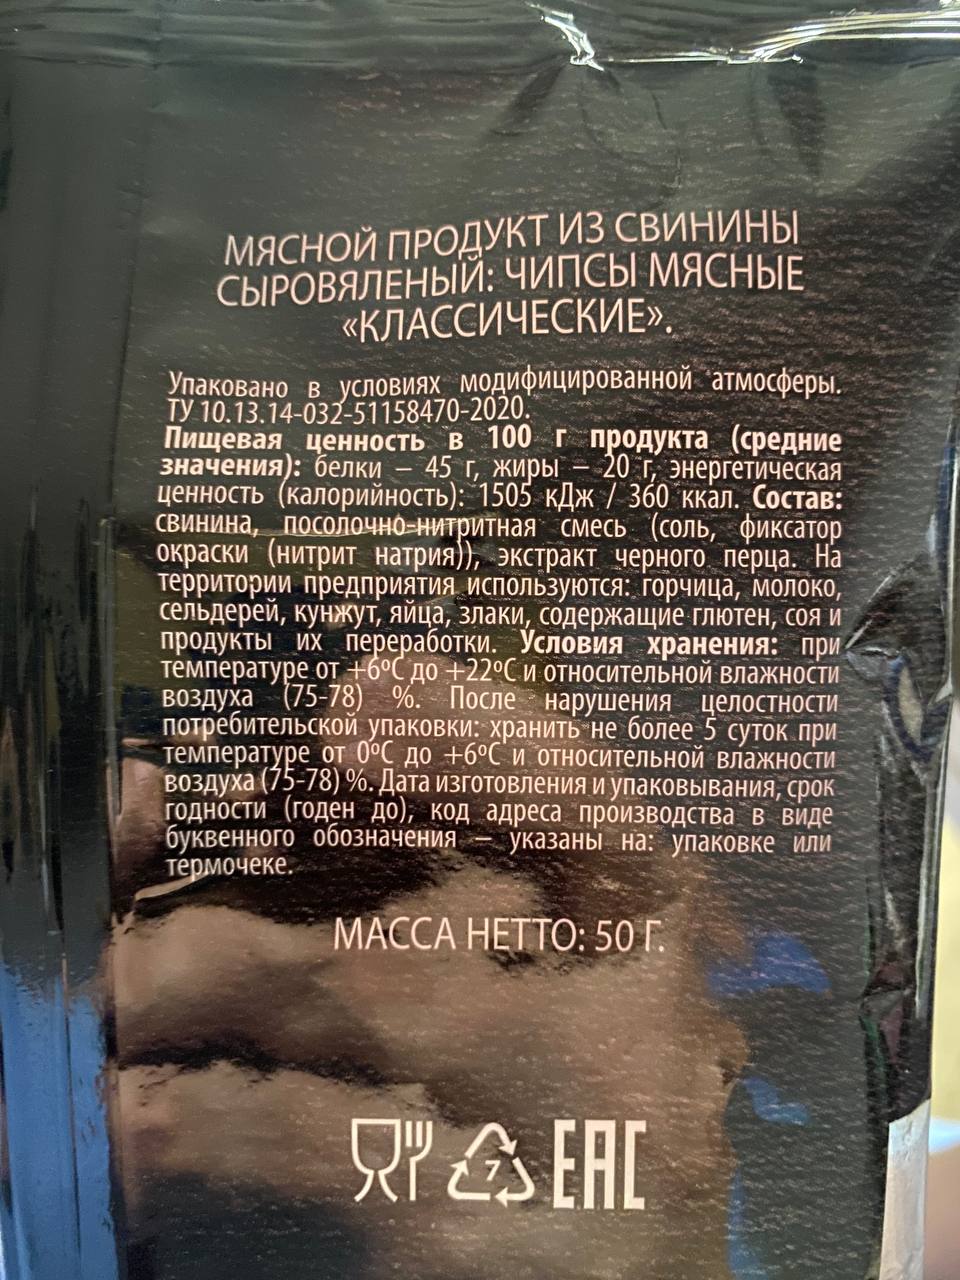 МЯСНОЙ ПРОДУКТ ИЗ СВИНИНЫ
СЫРОВЯЛЕНЫЙ: ЧИПСЫ МЯСНЫЕ
«КЛАССИЧЕСКИЕ».
Упаковано в условиях модифицированной атмосферы.
ТУ 10.13.14-032-51158470-2020.
Пищевая ценность в 100 г продукта (средние
значения): белки – 45 г, жиры – 20 г, энергетическая
ценность (калорийность): 1505 кДж / 360 ккал. Состав:
свинина, посолочно-нитритная смесь (соль, фиксатор
окраски (нитрит натрия)), экстракт черного перца. На
территории предприятия используются: горчица, молоко,
сельдерей, кунжут, яйца, злаки, содержащие глютен, соя и
продукты их переработки. Условия хранения: при
температуре от +6ºС до +22ºС и относительной влажности
воздуха (75-78) %. После нарушения целостности
потребительской упаковки: хранить не более 5 суток при
температуре от 0ºС до +6ºС и относительной влажности
воздуха (75-78) %. Дата изготовления и упаковывания, срок
годности (годен до), код адреса производства в виде
буквенного обозначения – указаны на: упаковке или
термочеке.
МАССА НЕТТО: 50 Г.
7 ЕАС